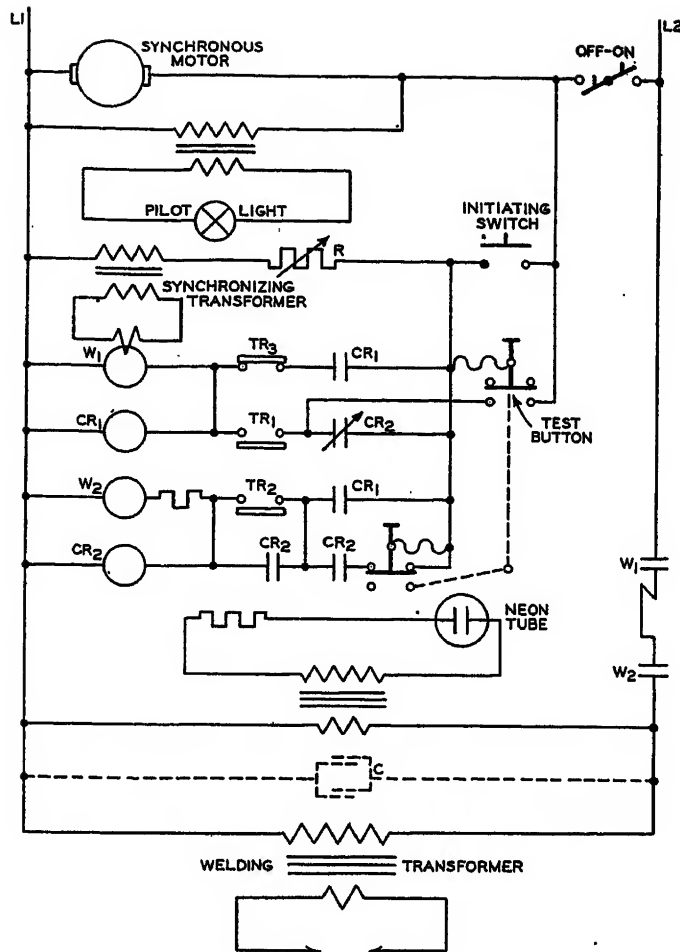 L1
L2
SYNCHRONOUS
MOTOR
OFF-ON
PILOT LIGHT
INITIATING
SWITCH
R
SYNCHRONIZING
TRANSFORMER
W1
TR3
CR1
CR1
TR1
CR2
TEST
BUTTON
W2
TR2
CR1
CR2
CR2
CR2
W1
NEON
TUBE
W2
C
WELDING TRANSFORMER